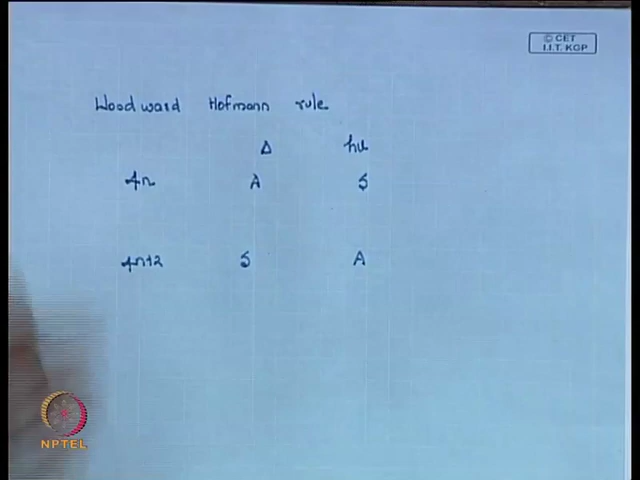 © CET
I.I.T. KGP
Woodward Hofmann rule
Δ hν
4n A S
4n+2 S A
NPTEL